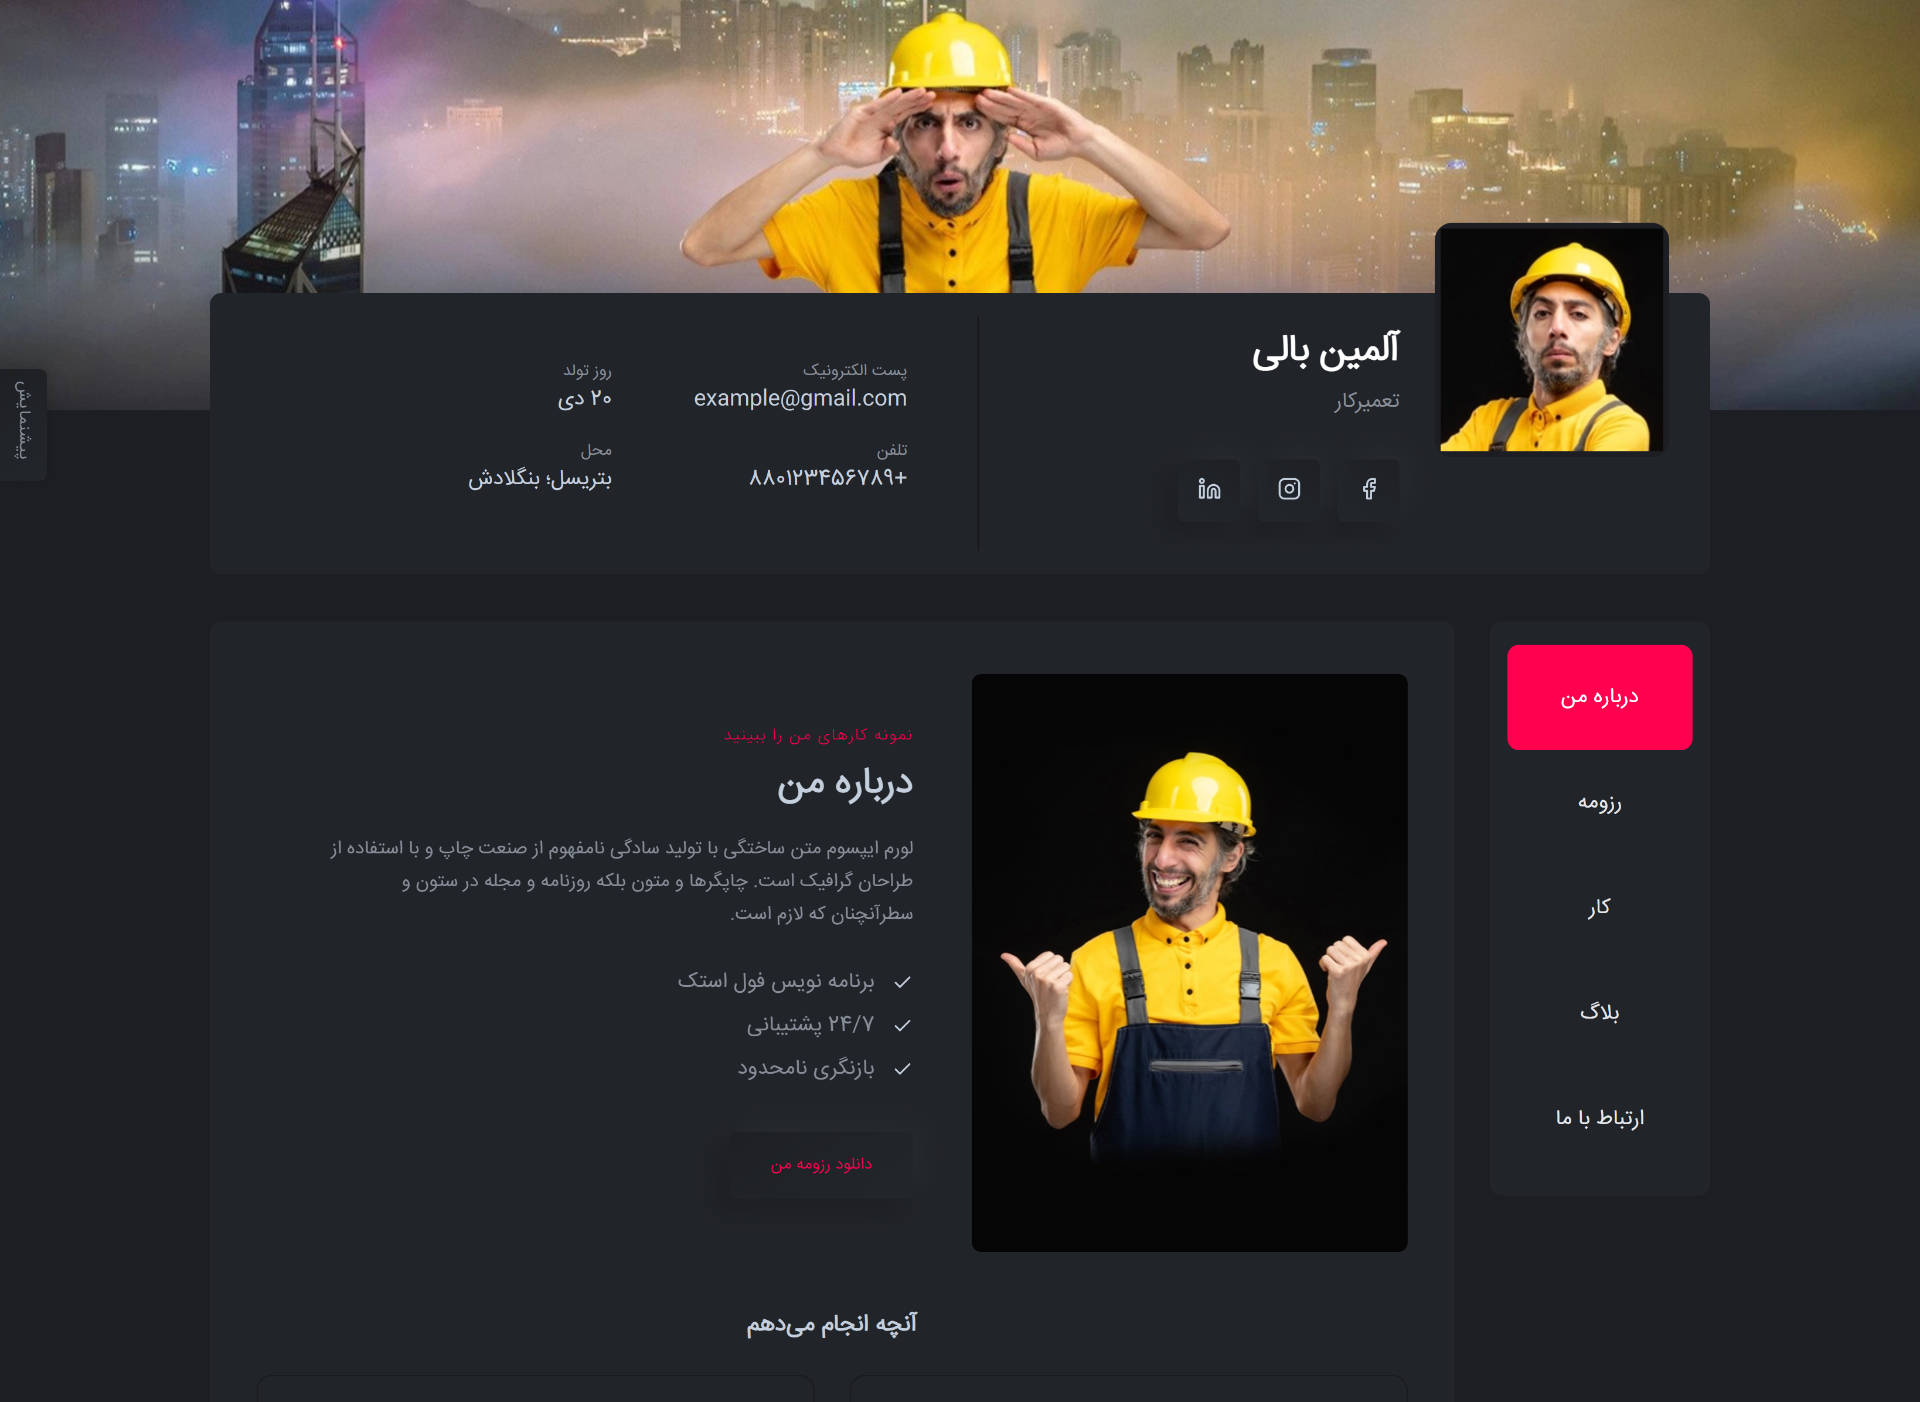 آلمین بالی
تعمیرکار
پست الکترونیک
example@gmail.com
روز تولد
۲۰ دی
تلفن
+۸۸۰۱۲۳۴۵۶۷۸۹
محل
بتریسل؛ بنگلادش
پیشنمایش
درباره من
رزومه
کار
بلاگ
ارتباط با ما
نمونه کارهای من را ببینید
درباره من
لورم ایپسوم متن ساختگی با تولید سادگی نامفهوم از صنعت چاپ و با استفاده از
طراحان گرافیک است. چاپگرها و متون بلکه روزنامه و مجله در ستون و
سطرآنچنان که لازم است.
برنامه نویس فول استک
۲۴/۷ پشتیبانی
بازنگری نامحدود
دانلود رزومه من
آنچه انجام می‌دهم